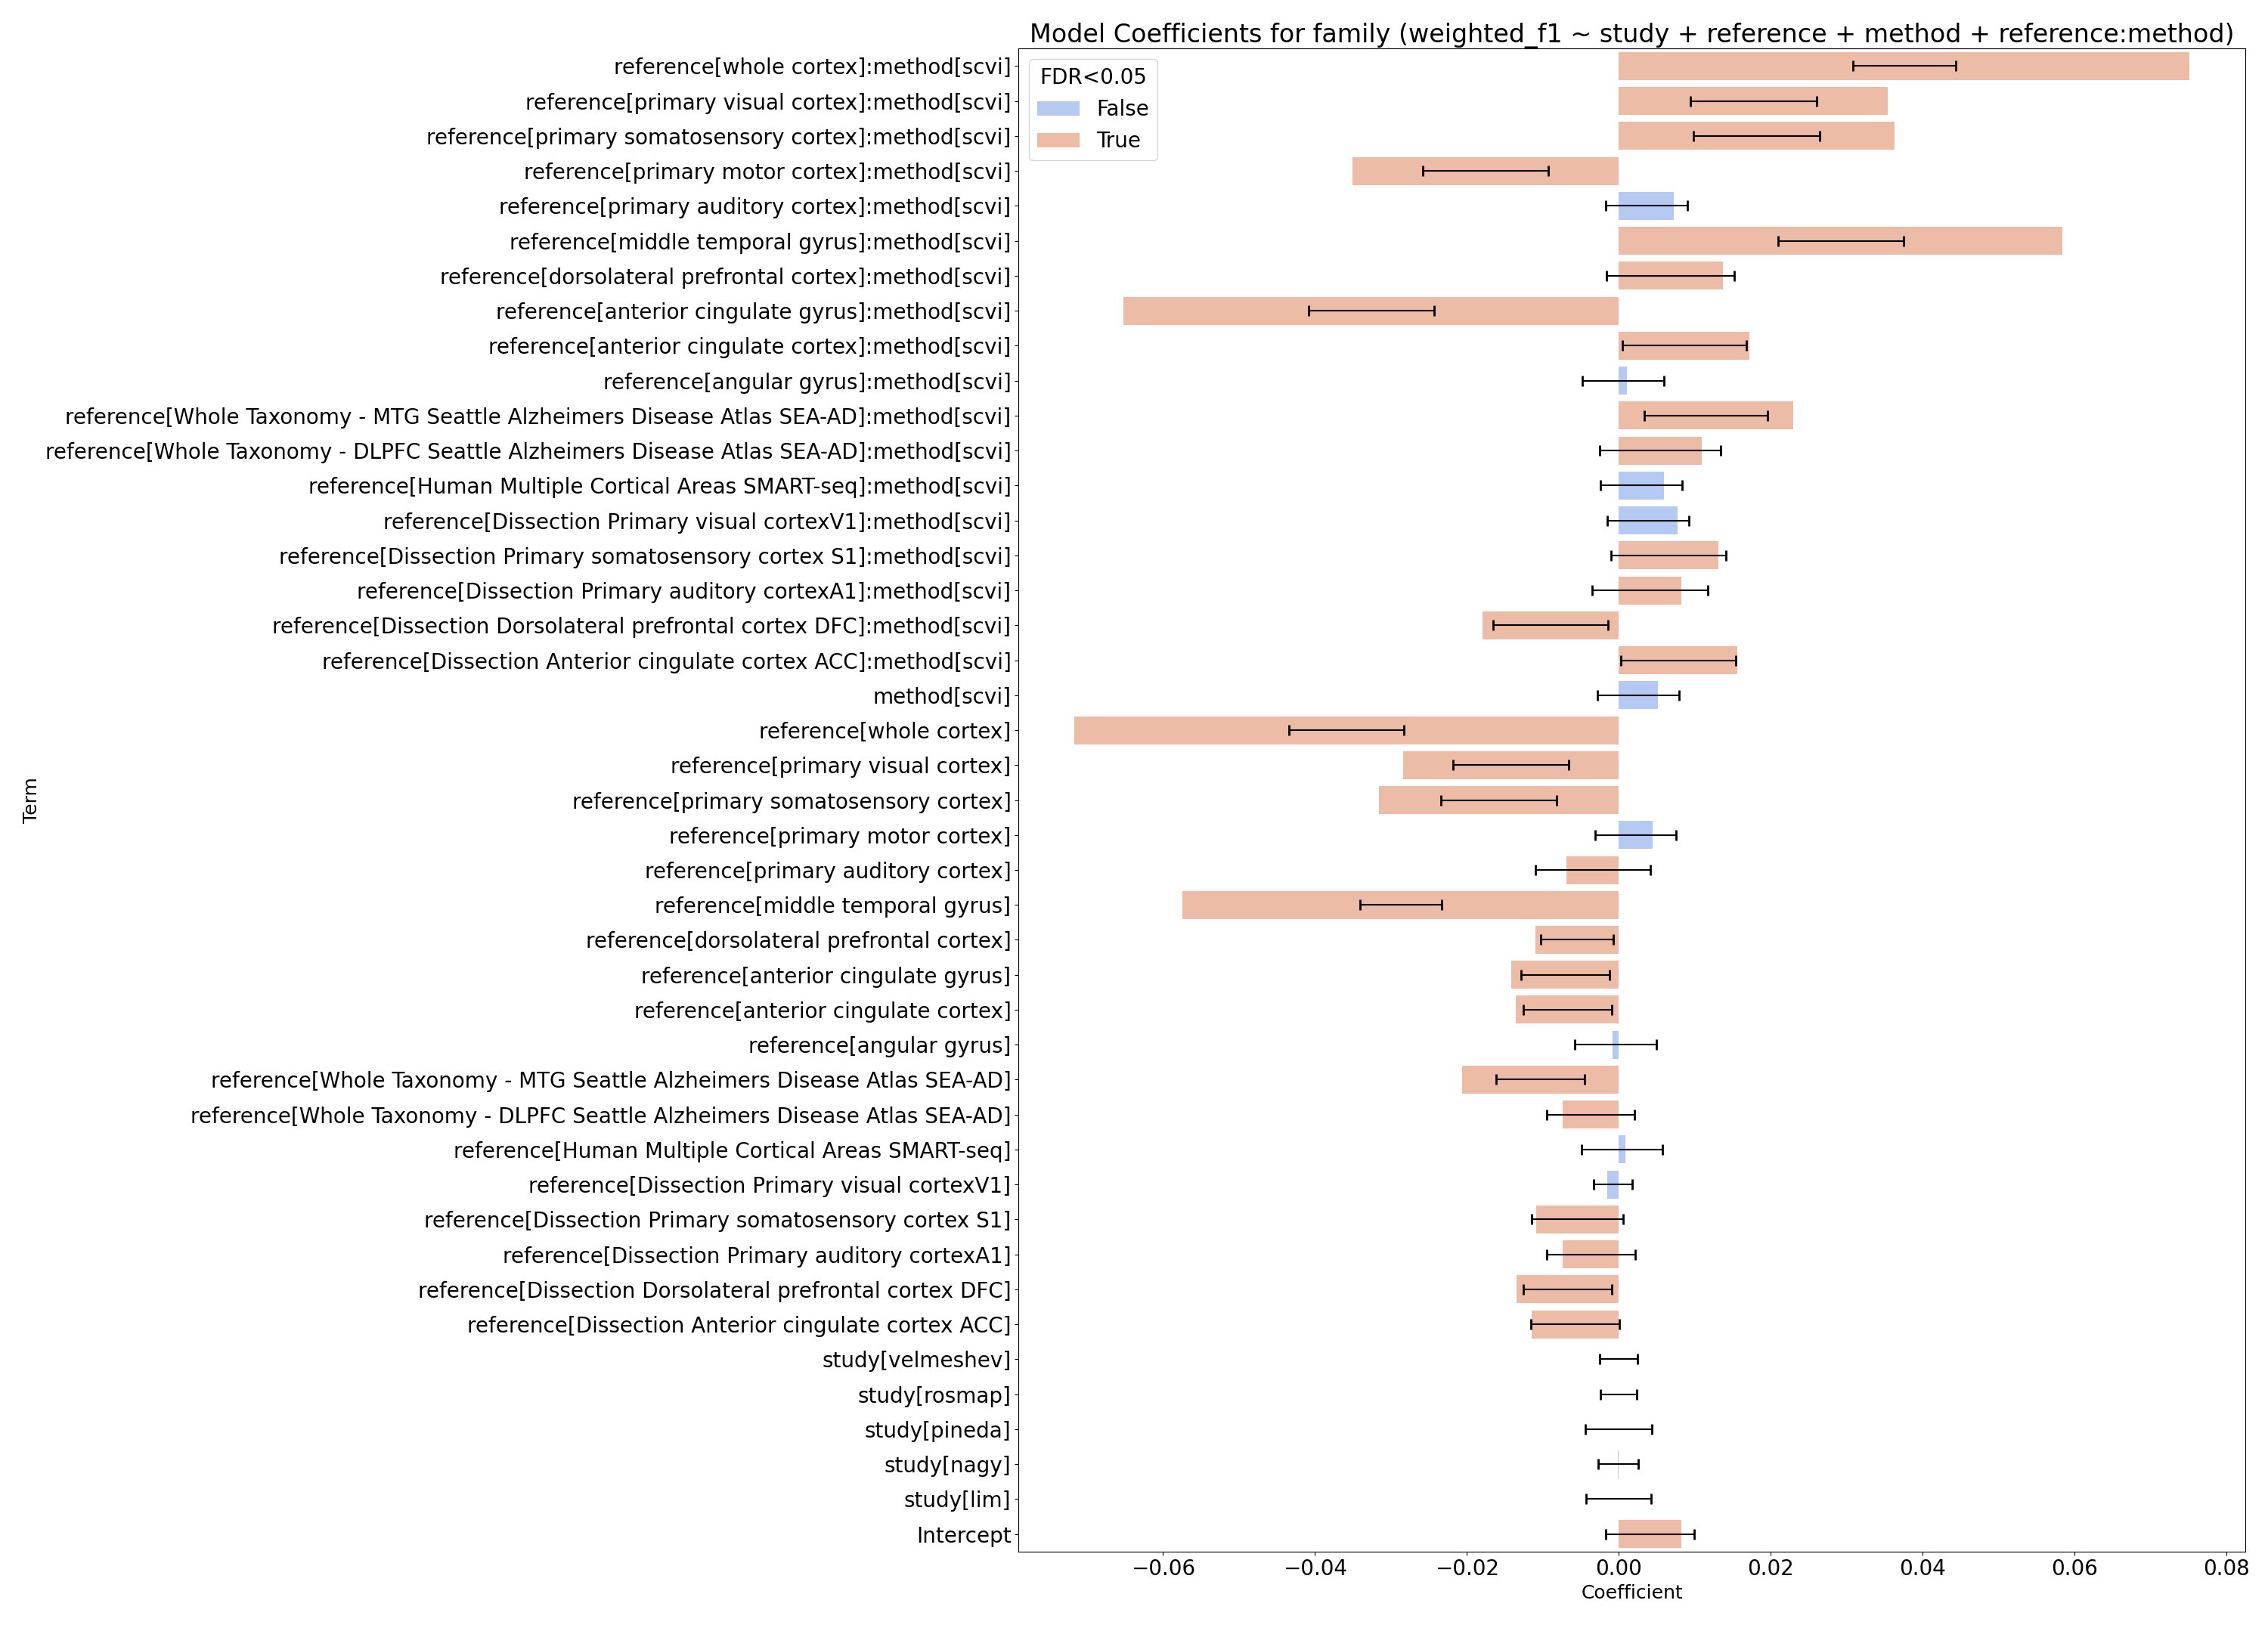 Model Coefficients for family (weighted_f1 ~ study + reference + method + reference:method)
FDR<0.05
False
True
reference[whole cortex]:method[scvi]
reference[primary visual cortex]:method[scvi]
reference[primary somatosensory cortex]:method[scvi]
reference[primary motor cortex]:method[scvi]
reference[primary auditory cortex]:method[scvi]
reference[middle temporal gyrus]:method[scvi]
reference[dorsolateral prefrontal cortex]:method[scvi]
reference[anterior cingulate gyrus]:method[scvi]
reference[anterior cingulate cortex]:method[scvi]
reference[angular gyrus]:method[scvi]
reference[Whole Taxonomy - MTG Seattle Alzheimers Disease Atlas SEA-AD]:method[scvi]
reference[Whole Taxonomy - DLPFC Seattle Alzheimers Disease Atlas SEA-AD]:method[scvi]
reference[Human Multiple Cortical Areas SMART-seq]:method[scvi]
reference[Dissection Primary visual cortexV1]:method[scvi]
reference[Dissection Primary somatosensory cortex S1]:method[scvi]
reference[Dissection Primary auditory cortexA1]:method[scvi]
reference[Dissection Dorsolateral prefrontal cortex DFC]:method[scvi]
reference[Dissection Anterior cingulate cortex ACC]:method[scvi]
method[scvi]
reference[whole cortex]
reference[primary visual cortex]
reference[primary somatosensory cortex]
reference[primary motor cortex]
reference[primary auditory cortex]
reference[middle temporal gyrus]
reference[dorsolateral prefrontal cortex]
reference[anterior cingulate gyrus]
reference[anterior cingulate cortex]
reference[angular gyrus]
reference[Whole Taxonomy - MTG Seattle Alzheimers Disease Atlas SEA-AD]
reference[Whole Taxonomy - DLPFC Seattle Alzheimers Disease Atlas SEA-AD]
reference[Human Multiple Cortical Areas SMART-seq]
reference[Dissection Primary visual cortexV1]
reference[Dissection Primary somatosensory cortex S1]
reference[Dissection Primary auditory cortexA1]
reference[Dissection Dorsolateral prefrontal cortex DFC]
reference[Dissection Anterior cingulate cortex ACC]
study[velmeshev]
study[rosmap]
study[pineda]
study[nagy]
study[lim]
Intercept
Term
−0.06 −0.04 −0.02 0.00 0.02 0.04 0.06 0.08
Coefficient